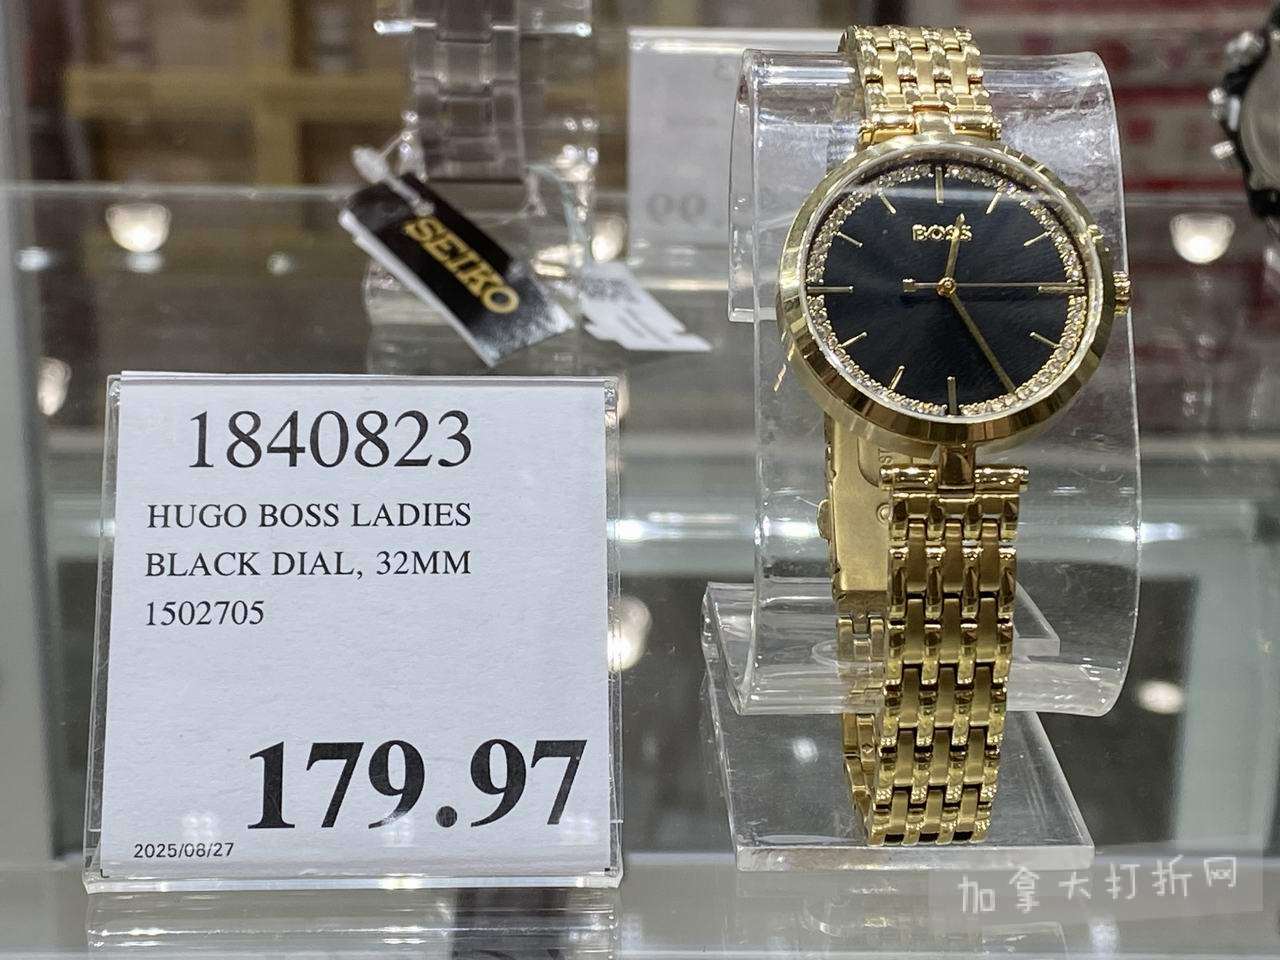 SEIKO
BOSS
1840823
HUGO BOSS LADIES
BLACK DIAL, 32MM
1502705
179.97
2025/08/27
加拿大打折网